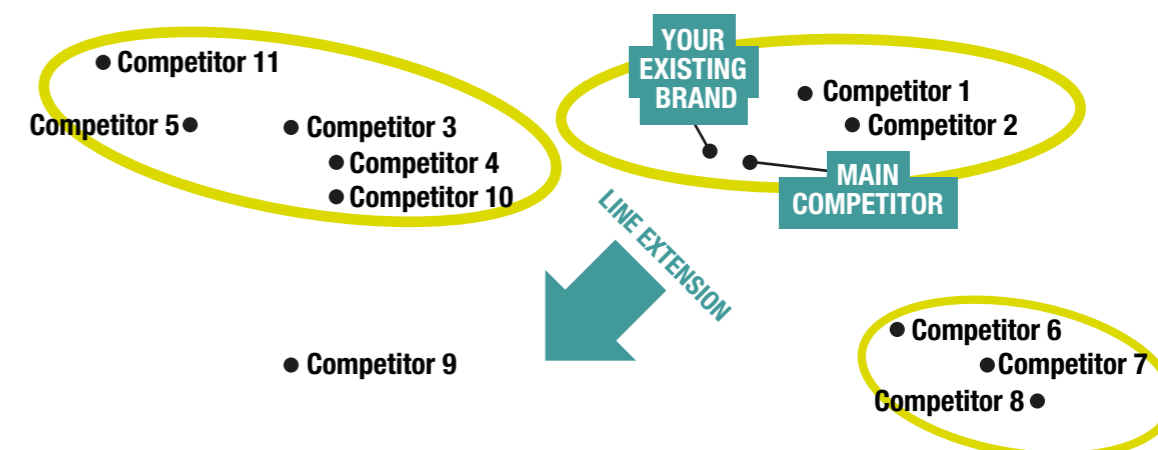 Competitor 11
Competitor 5
Competitor 3
Competitor 4
Competitor 10
YOUR
EXISTING
BRAND
Competitor 1
Competitor 2
MAIN
COMPETITOR
LINE EXTENSION
Competitor 9
Competitor 6
Competitor 7
Competitor 8